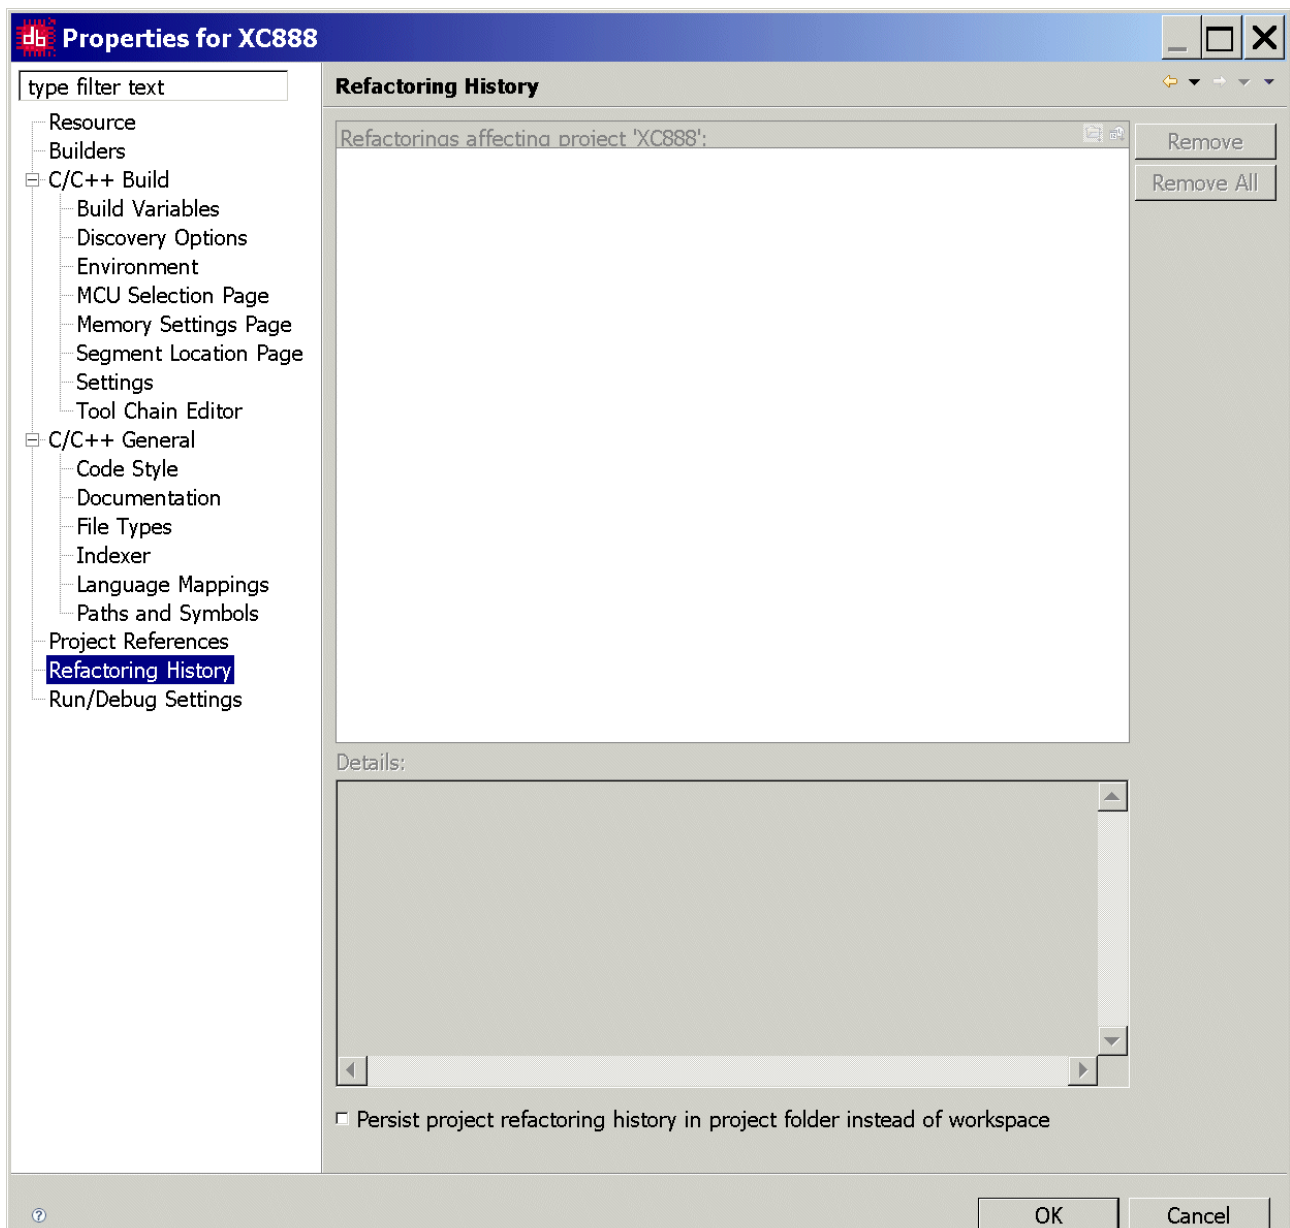 db Properties for XC888
type filter text
Resource
Builders
C/C++ Build
Build Variables
Discovery Options
Environment
MCU Selection Page
Memory Settings Page
Segment Location Page
Settings
Tool Chain Editor
C/C++ General
Code Style
Documentation
File Types
Indexer
Language Mappings
Paths and Symbols
Project References
Refactoring History
Run/Debug Settings
Refactoring History
Refactorings affecting project 'XC888':
Remove
Remove All
Details:
Persist project refactoring history in project folder instead of workspace
?
OK
Cancel